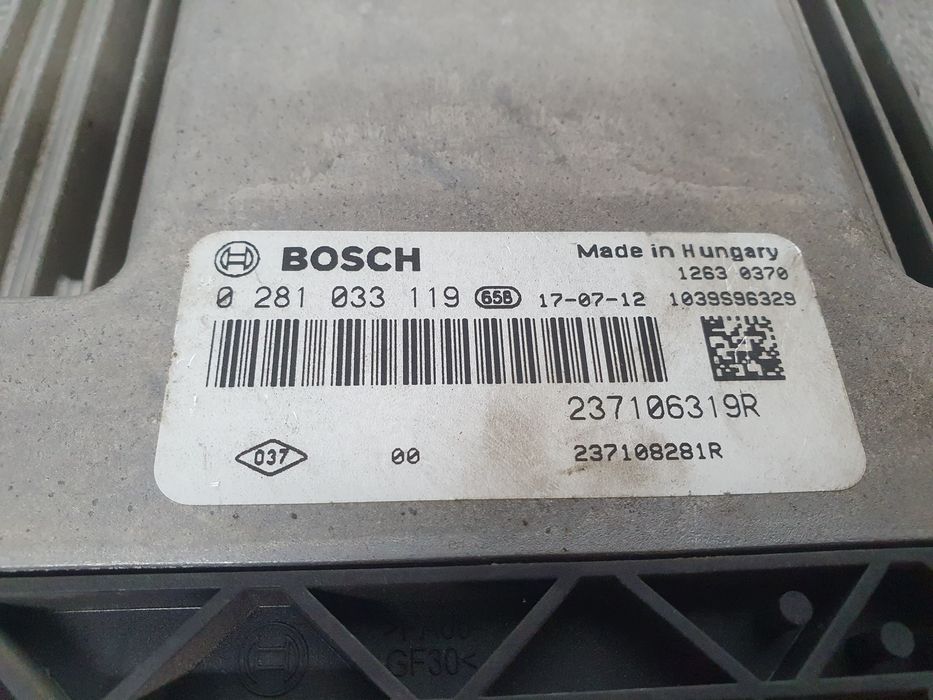 BOSCH Made in Hungary
1263 0370
0 281 033 119 658 17-07-12 1039S96329
237106319R
037 00 237108281R
GF30<